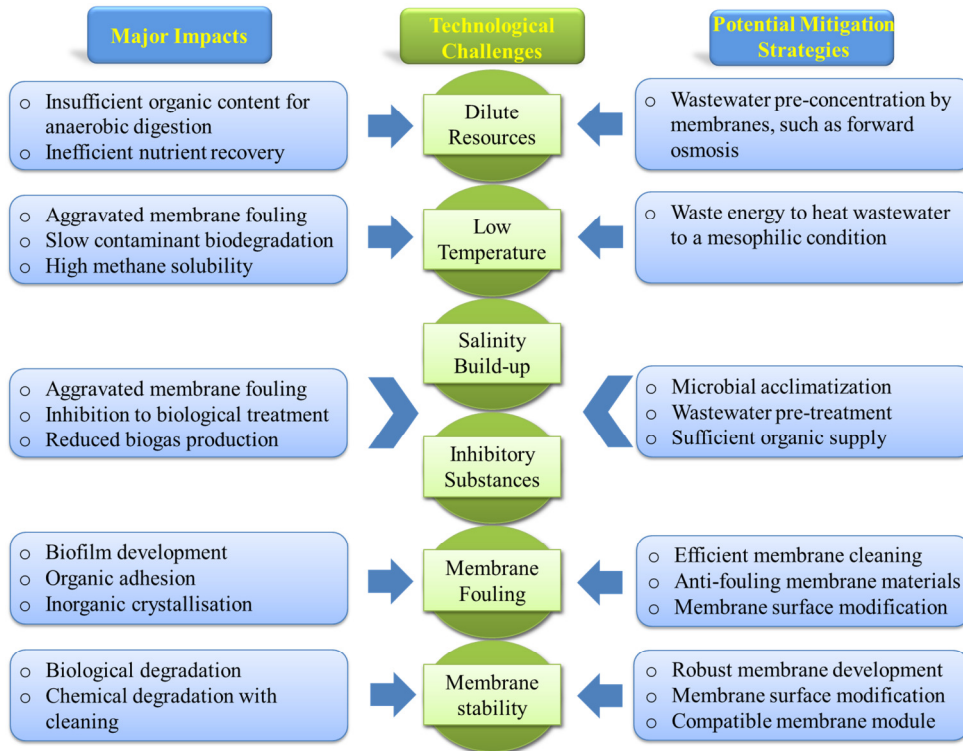 Major Impacts
Technological
Challenges
Potential Mitigation
Strategies
o Insufficient organic content for
anaerobic digestion
o Inefficient nutrient recovery
Dilute
Resources
o Wastewater pre-concentration by
membranes, such as forward
osmosis
o Aggravated membrane fouling
o Slow contaminant biodegradation
o High methane solubility
Low
Temperature
o Waste energy to heat wastewater
to a mesophilic condition
o Aggravated membrane fouling
o Inhibition to biological treatment
o Reduced biogas production
Salinity
Build-up
Inhibitory
Substances
o Microbial acclimatization
o Wastewater pre-treatment
o Sufficient organic supply
o Biofilm development
o Organic adhesion
o Inorganic crystallisation
Membrane
Fouling
o Efficient membrane cleaning
o Anti-fouling membrane materials
o Membrane surface modification
o Biological degradation
o Chemical degradation with
cleaning
Membrane
stability
o Robust membrane development
o Membrane surface modification
o Compatible membrane module